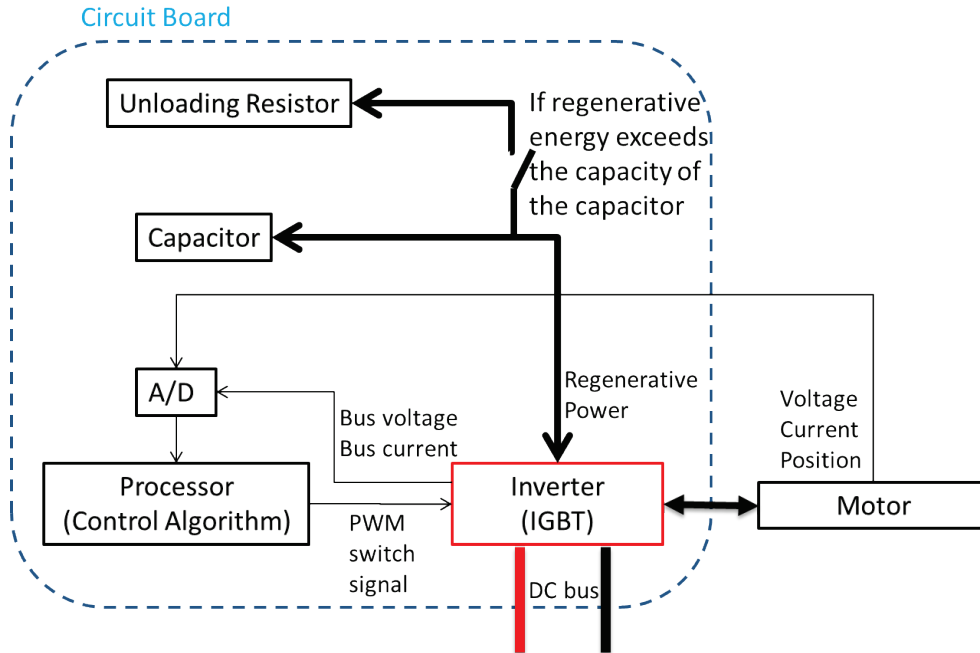 Circuit Board
Unloading Resistor
If regenerative
energy exceeds
the capacity of
the capacitor
Capacitor
A/D
Regenerative
Power
Bus voltage
Bus current
Voltage
Current
Position
Processor
(Control Algorithm)
PWM
switch
signal
Inverter
(IGBT)
Motor
DC bus